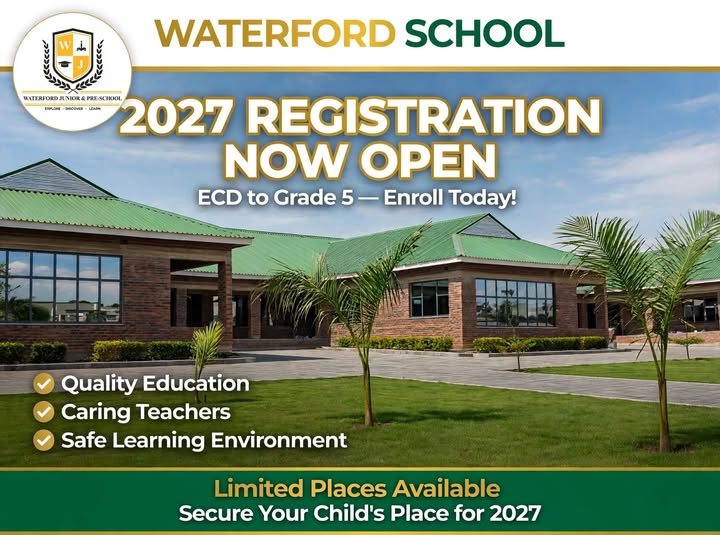 WATERFORD SCHOOL
W
J
WATERFORD JUNIOR & PRE-SCHOOL
EXPLORE - DISCOVER - LEARN
2027 REGISTRATION
NOW OPEN
ECD to Grade 5 — Enroll Today!
Quality Education
Caring Teachers
Safe Learning Environment
Limited Places Available
Secure Your Child's Place for 2027